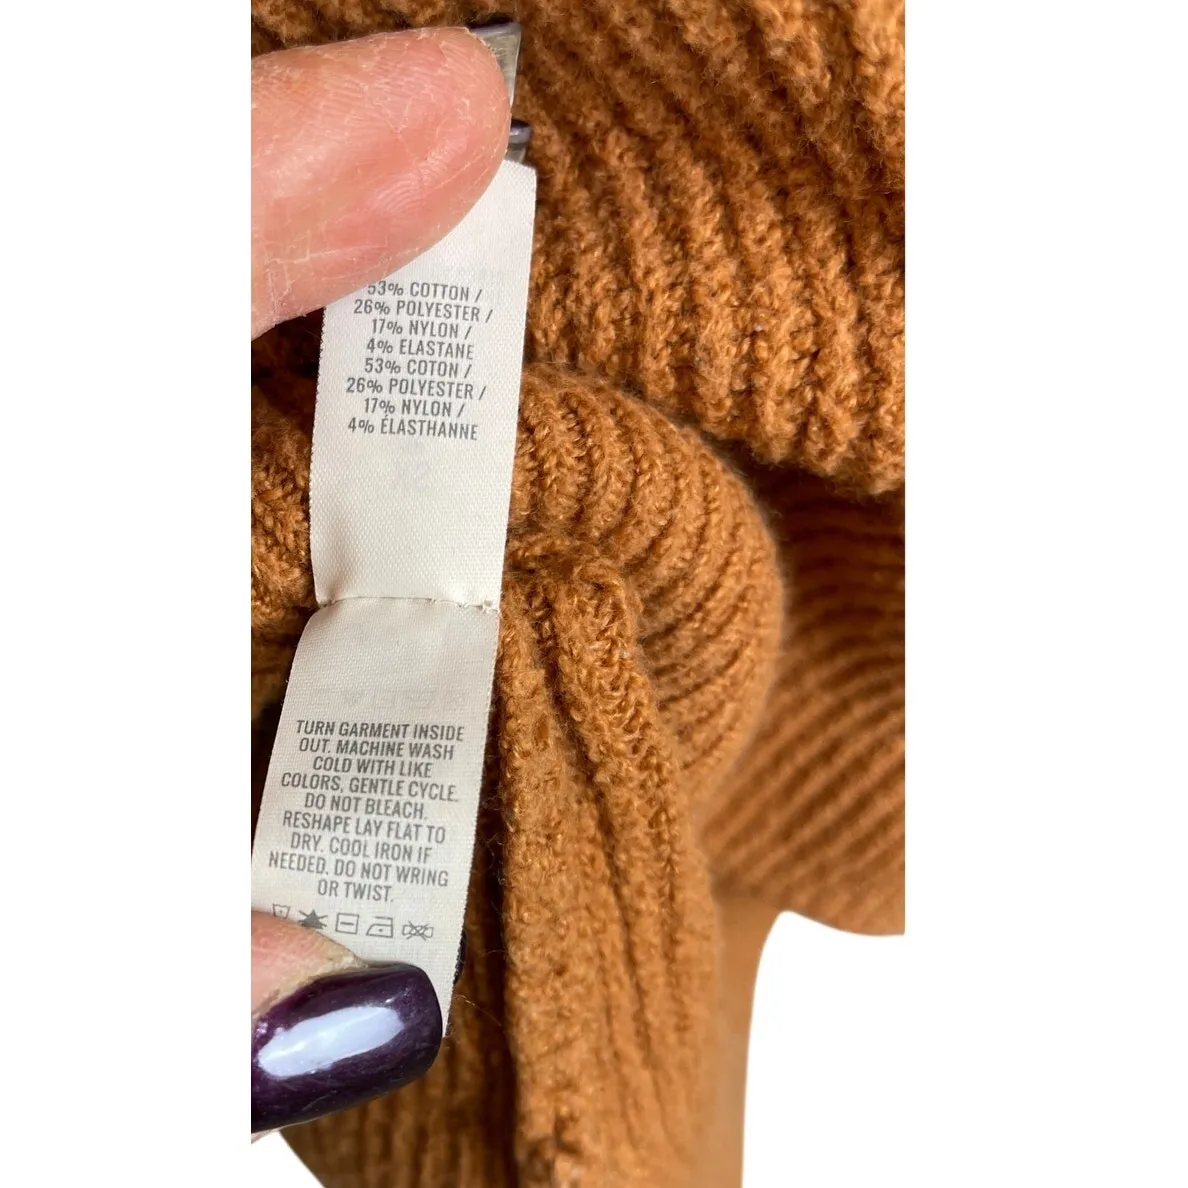 53% COTTON /
26% POLYESTER /
17% NYLON /
4% ELASTANE
53% COTON /
26% POLYESTER /
17% NYLON /
4% ÉLASTHANNE
TURN GARMENT INSIDE
OUT. MACHINE WASH
COLD WITH LIKE
COLORS, GENTLE CYCLE.
DO NOT BLEACH.
RESHAPE LAY FLAT TO
DRY. COOL IRON IF
NEEDED. DO NOT WRING
OR TWIST.